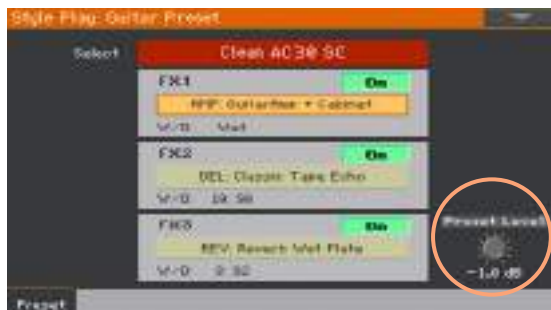 Style Play: Guitar Preset
Select
Clean AC30 SC
FX1
On
AMP: GuitarAmp + Cabinet
W/D
Wet
FX2
On
DEL: Classic Tape Echo
W/D
FX3
On
REV: Reverb Wet Plate
W/D
Preset Level
-1.0 dB
Preset